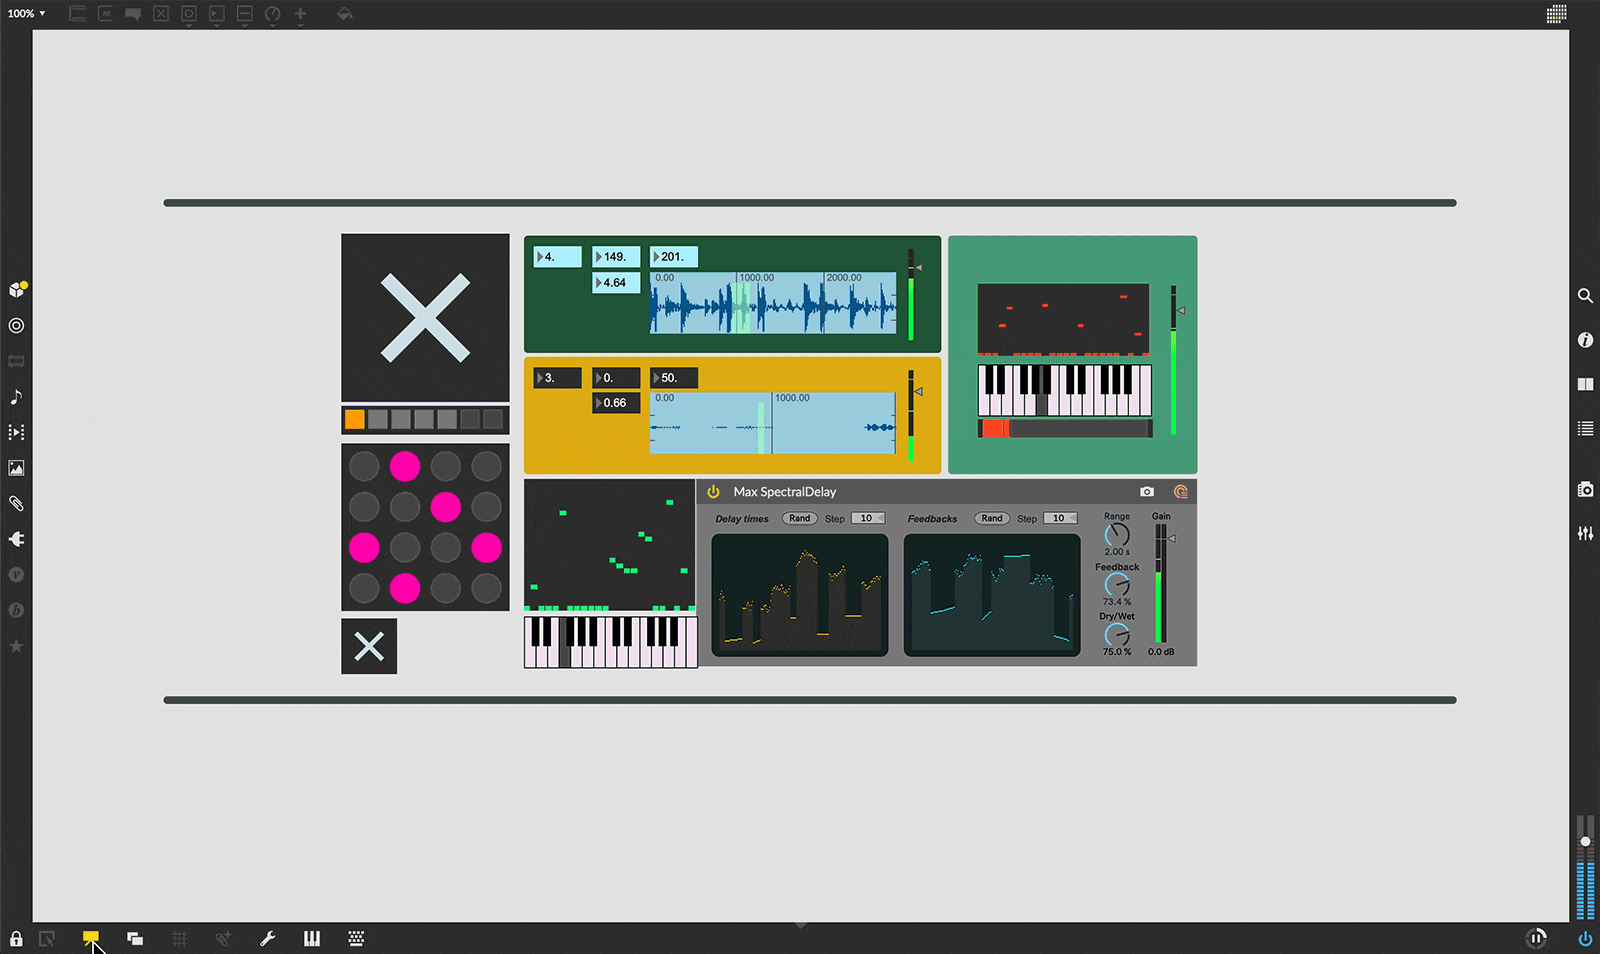 100%
4.
149.
201.
4.64
0.00
1000.00
2000.00
3.
0.
50.
0.66
0.00
1000.00
Max SpectralDelay
Delay times
Rand
Step
10
Feedbacks
Rand
Step
10
Range
2.00 s
Feedback
73.4 %
Dry/Wet
75.0 %
Gain
0.0 dB